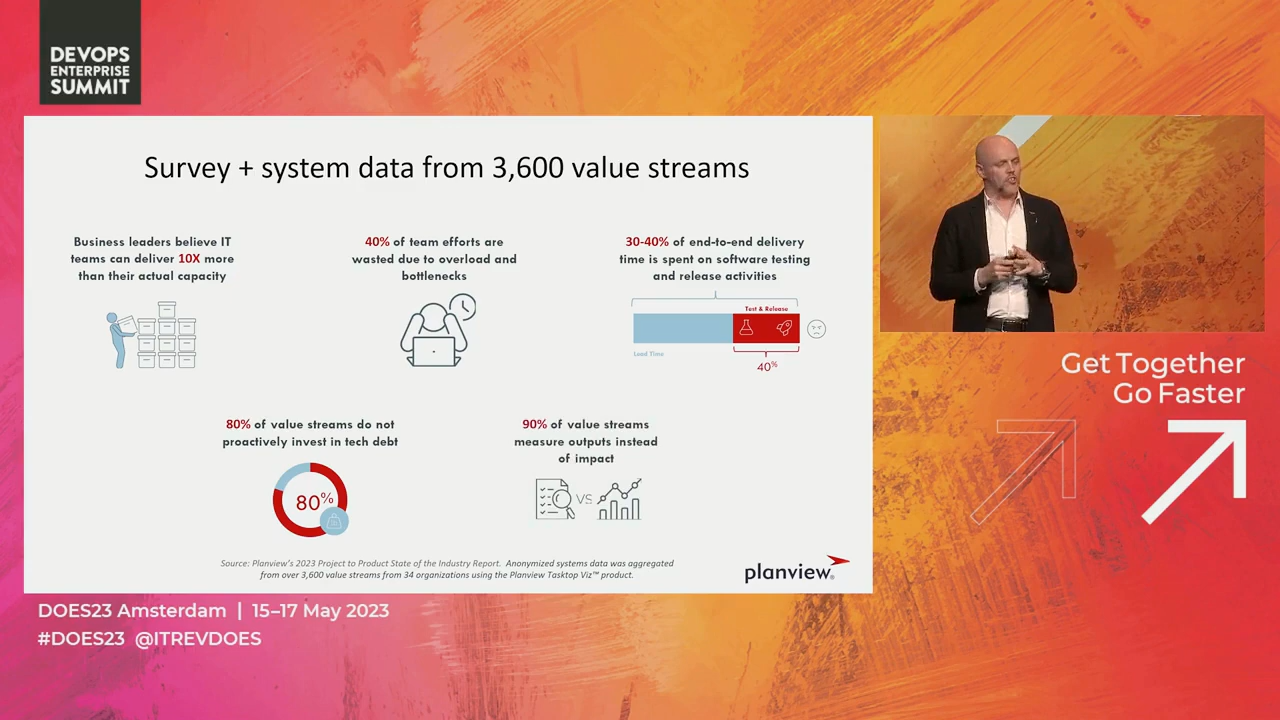 DEVOPS
ENTERPRISE
SUMMIT
Survey + system data from 3,600 value streams
Business leaders believe IT
teams can deliver 10X more
than their actual capacity
40% of team efforts are
wasted due to overload and
bottlenecks
30-40% of end-to-end delivery
time is spent on software testing
and release activities
Test & Release
Lead Time
40%
80% of value streams do not
proactively invest in tech debt
80%
90% of value streams
measure outputs instead
of impact
VS
Source: Planview's 2023 Project to Product State of the Industry Report. Anonymized systems data was aggregated
from over 3,600 value streams from 34 organizations using the Planview Tasktop Viz™ product.
planview.
Get Together
Go Faster
DOES23 Amsterdam | 15–17 May 2023
#DOES23 @ITREVDOES